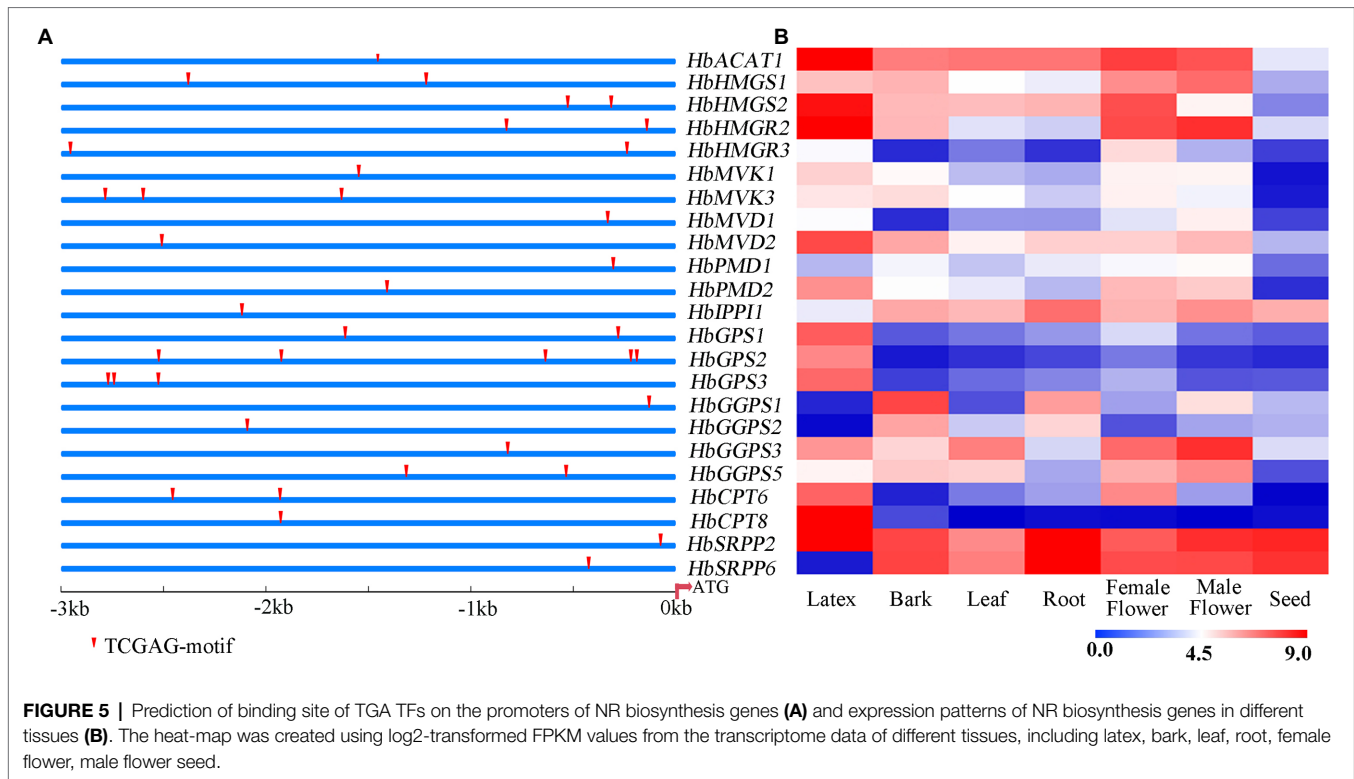 A
B
HbACAT1
HbHMGS1
HbHMGS2
HbHMGR2
HbHMGR3
HbMVK1
HbMVK3
HbMVD1
HbMVD2
HbPMD1
HbPMD2
HbIPPI1
HbGPS1
HbGPS2
HbGPS3
HbGGPS1
HbGGPS2
HbGGPS3
HbGGPS5
HbCPT6
HbCPT8
HbSRPP2
HbSRPP6
ATG
-3kb -2kb -1kb 0kb
TCGAG-motif
Latex Bark Leaf Root Female Flower Male Flower Seed
0.0 4.5 9.0
FIGURE 5 | Prediction of binding site of TGA TFs on the promoters of NR biosynthesis genes (A) and expression patterns of NR biosynthesis genes in different
tissues (B). The heat-map was created using log2-transformed FPKM values from the transcriptome data of different tissues, including latex, bark, leaf, root, female
flower, male flower seed.